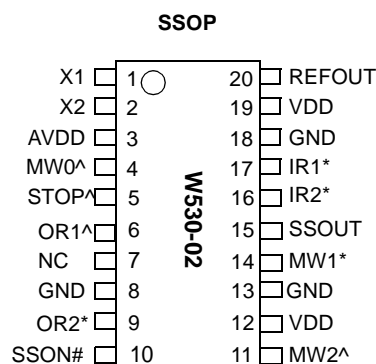 SSOP
X1 1 20 REFOUT
X2 2 19 VDD
AVDD 3 18 GND
MW0^ 4 17 IR1*
STOP^ 5 16 IR2*
OR1^ 6 15 SSOUT
NC 7 14 MW1*
GND 8 13 GND
OR2* 9 12 VDD
SSON# 10 11 MW2^
W530-02